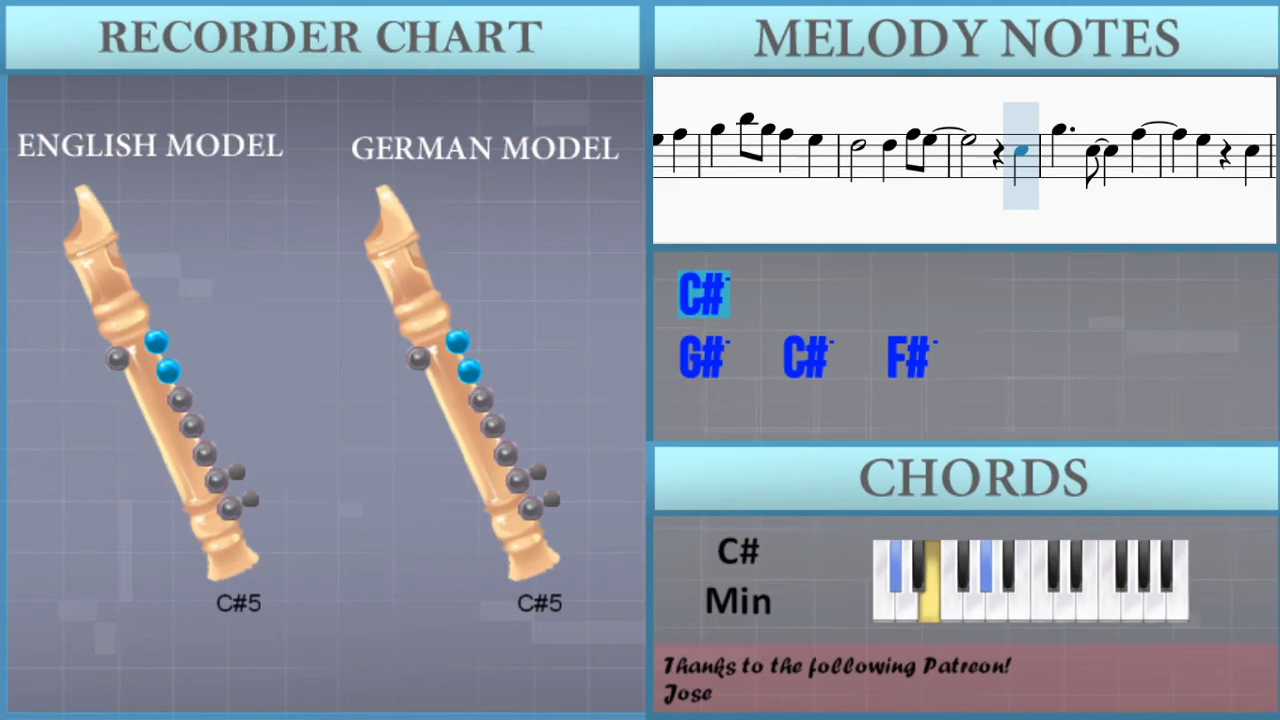 RECORDER CHART
ENGLISH MODEL
GERMAN MODEL
C#5
C#5
MELODY NOTES
C#-
G#- C#- F#-
CHORDS
C#
Min
Thanks to the following Patreon!
Jose